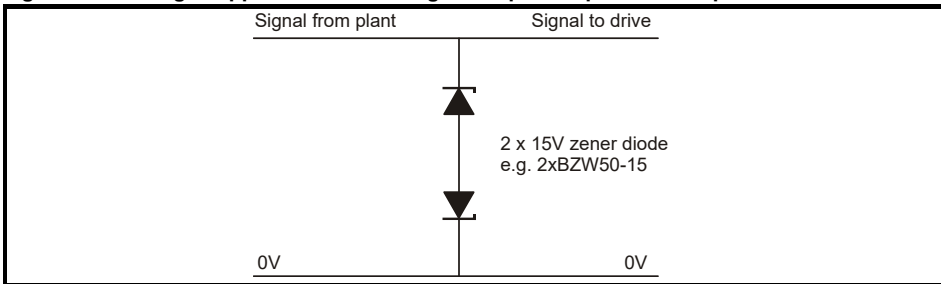 Signal from plant Signal to drive
2 x 15V zener diode
e.g. 2xBZW50-15
0V 0V